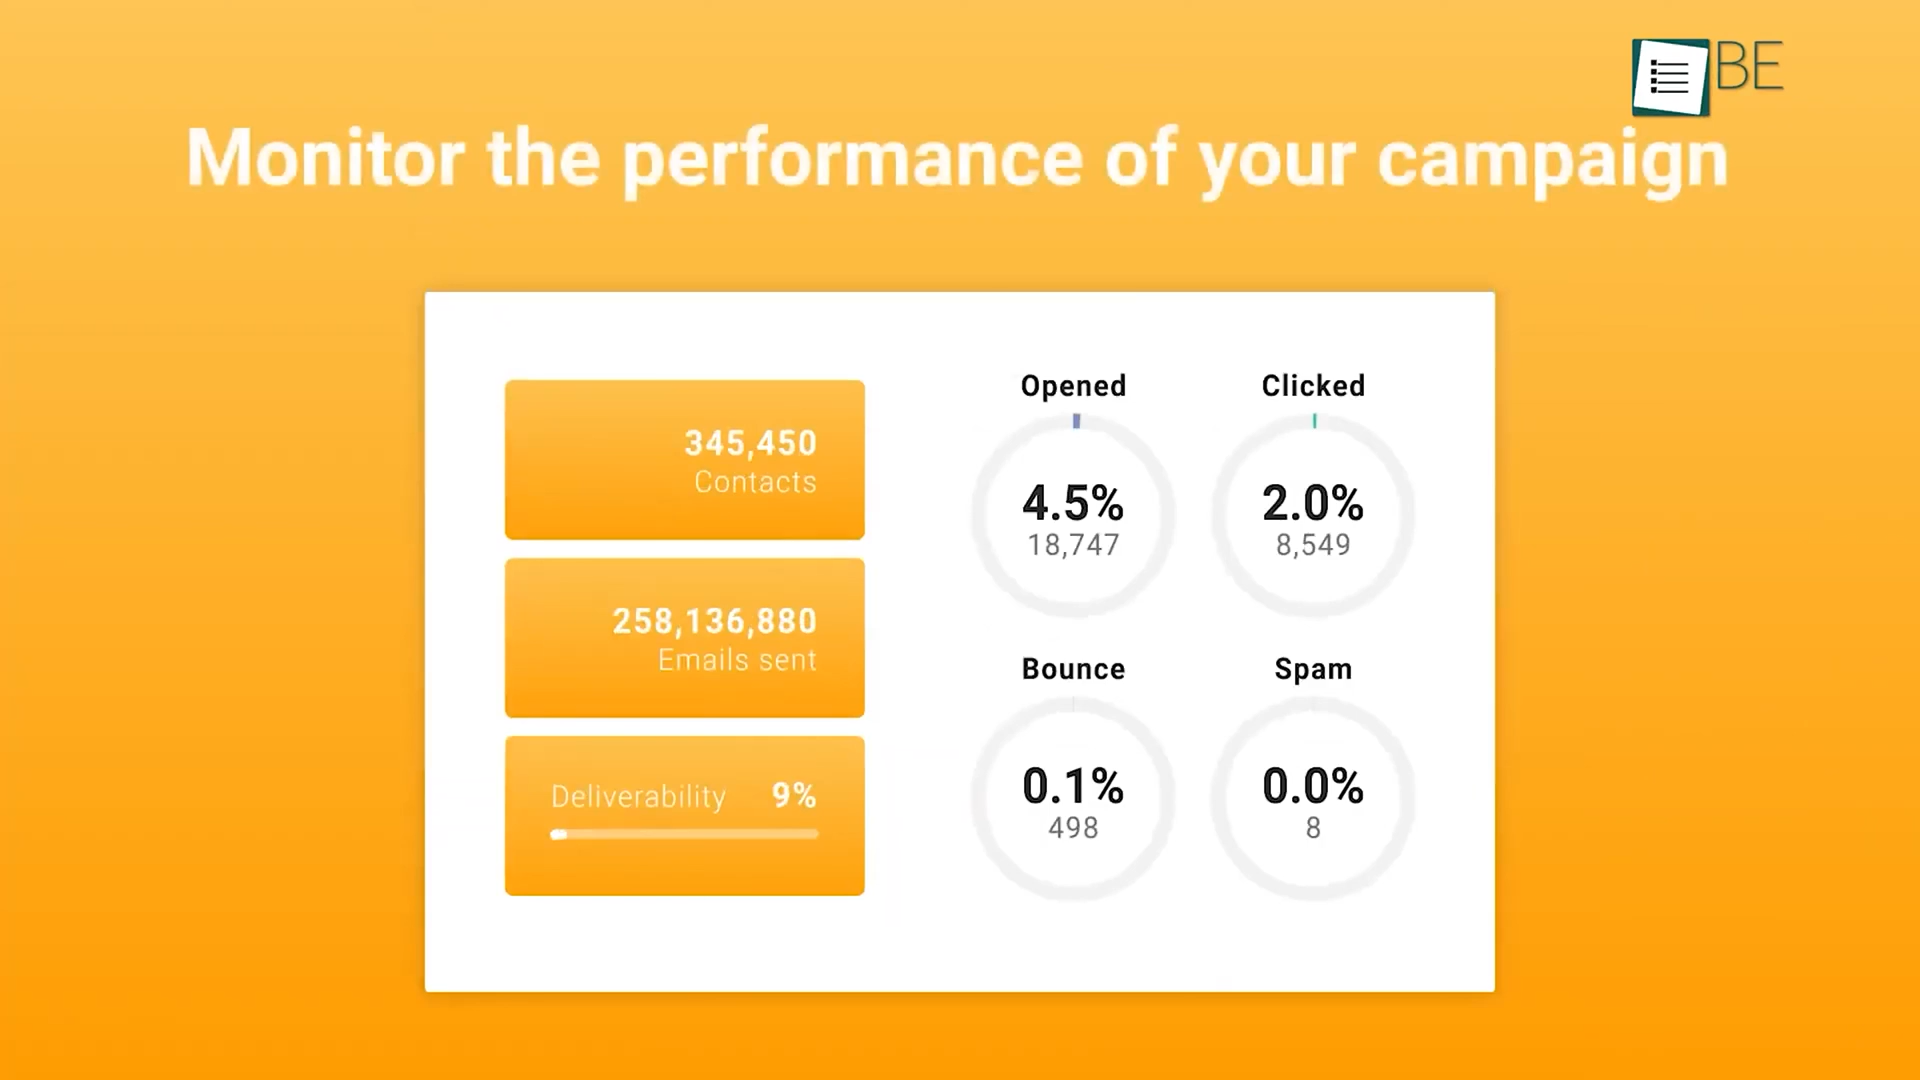 BE
Monitor the performance of your campaign
345,450
Contacts
258,136,880
Emails sent
Deliverability 9%
Opened
4.5%
18,747
Clicked
2.0%
8,549
Bounce
0.1%
498
Spam
0.0%
8